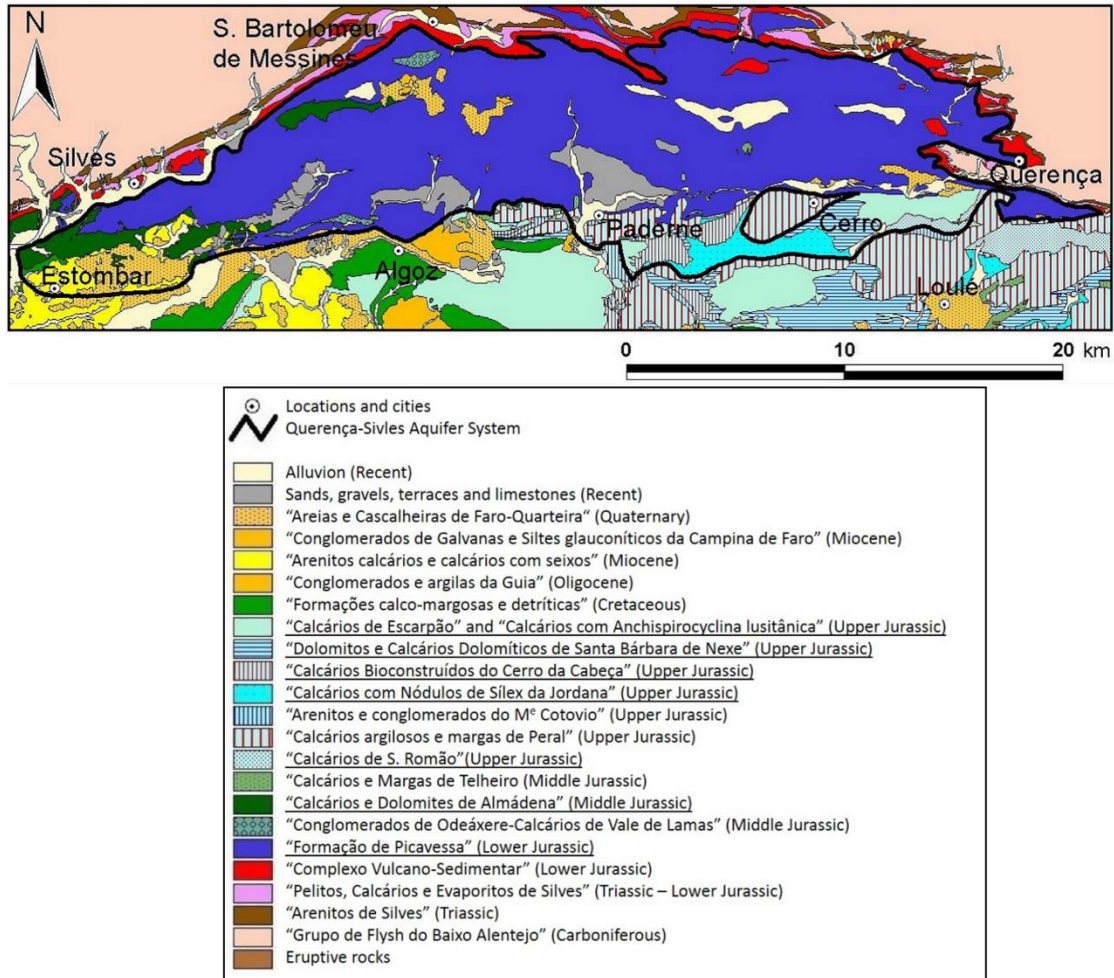 N
S. Bartolomeu
de Messines
Silves
Querença
Paderne
Cerro
Estombar
Algoz
Loulé
0 10 20 km
Locations and cities
Querença-Sivles Aquifer System
Alluvion (Recent)
Sands, gravels, terraces and limestones (Recent)
“Areias e Cascalheiras de Faro-Quarteira“ (Quaternary)
“Conglomerados de Galvanas e Siltes glauconíticos da Campina de Faro” (Miocene)
“Arenitos calcários e calcários com seixos” (Miocene)
“Conglomerados e argilas da Guia” (Oligocene)
“Formações calco-margosas e detríticas” (Cretaceous)
“Calcários de Escarpão” and “Calcários com Anchispirocyclina lusitânica” (Upper Jurassic)
“Dolomitos e Calcários Dolomíticos de Santa Bárbara de Nexe” (Upper Jurassic)
“Calcários Bioconstruídos do Cerro da Cabeça” (Upper Jurassic)
“Calcários com Nódulos de Sílex da Jordana” (Upper Jurassic)
“Arenitos e conglomerados do Mᵉ Cotovio” (Upper Jurassic)
“Calcários argilosos e margas de Peral” (Upper Jurassic)
“Calcários de S. Romão”(Upper Jurassic)
“Calcários e Margas de Telheiro (Middle Jurassic)
“Calcários e Dolomites de Almádena” (Middle Jurassic)
“Conglomerados de Odeáxere-Calcários de Vale de Lamas” (Middle Jurassic)
“Formação de Picavessa” (Lower Jurassic)
“Complexo Vulcano-Sedimentar” (Lower Jurassic)
“Pelitos, Calcários e Evaporitos de Silves” (Triassic – Lower Jurassic)
“Arenitos de Silves” (Triassic)
“Grupo de Flysh do Baixo Alentejo” (Carboniferous)
Eruptive rocks